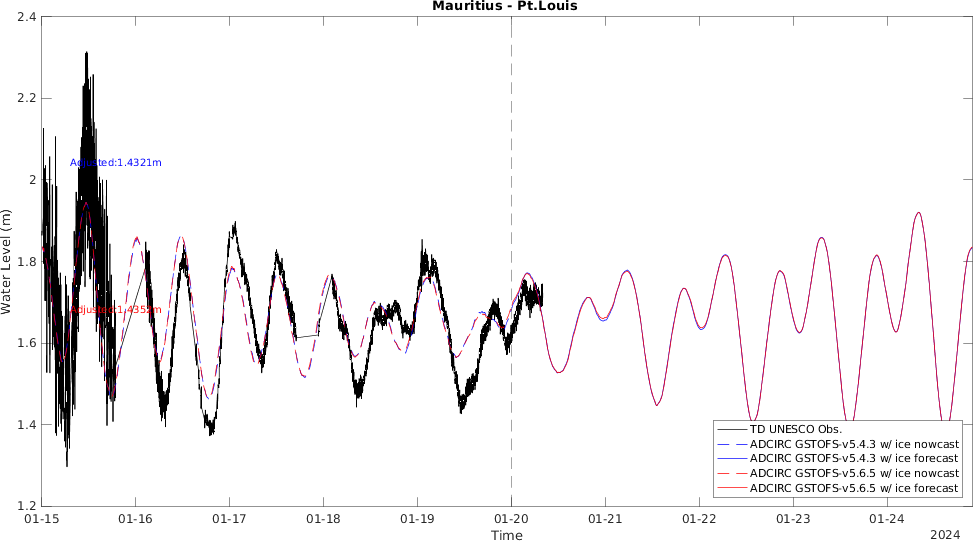 Mauritius - Pt.Louis
2.4
2.2
2
1.8
1.6
1.4
1.2
Water Level (m)
Adjusted:1.4321m
Adjusted:1.4352m
TD UNESCO Obs.
ADCIRC GSTOFS-v5.4.3 w/ ice nowcast
ADCIRC GSTOFS-v5.4.3 w/ ice forecast
ADCIRC GSTOFS-v5.6.5 w/ ice nowcast
ADCIRC GSTOFS-v5.6.5 w/ ice forecast
01-15 01-16 01-17 01-18 01-19 01-20 01-21 01-22 01-23 01-24
Time
2024